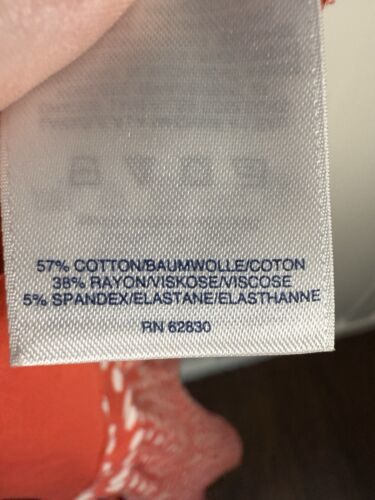 57% COTTON/BAUMWOLLE/COTON
38% RAYON/VISKOSE/VISCOSE
5% SPANDEX/ELASTANE/ELASTHANNE
RN 62830